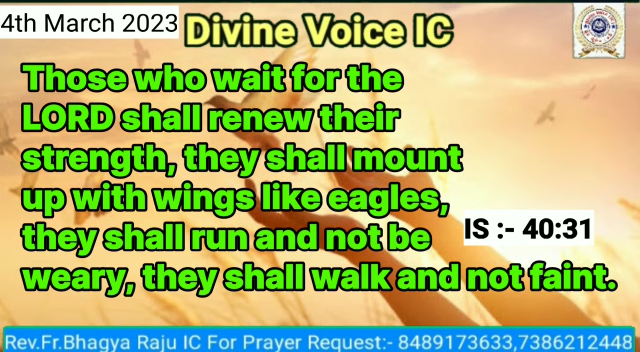 4th March 2023 Divine Voice IC
Those who wait for the
LORD shall renew their
strength, they shall mount
up with wings like eagles,
they shall run and not be
IS :- 40:31
weary, they shall walk and not faint.
Rev.Fr.Bhagya Raju IC For Prayer Request:- 8489173633,7386212448